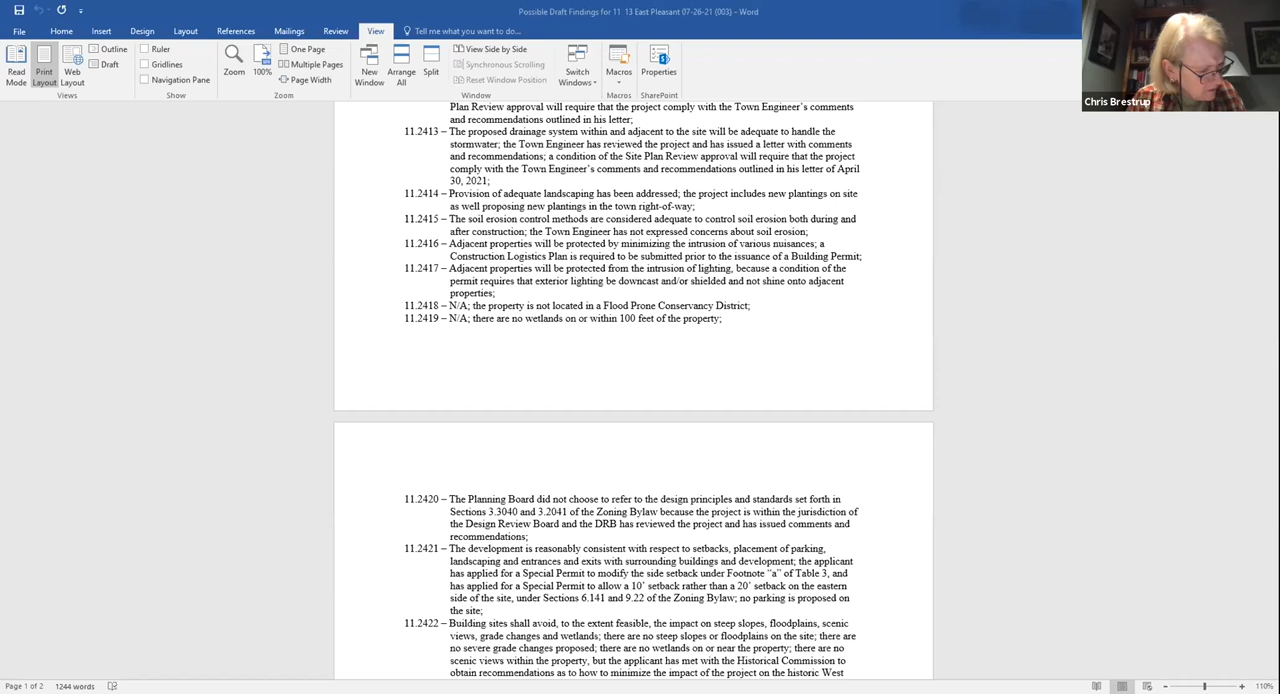 Possible Draft Findings for 11 13 East Pleasant 07-26-21 (003) – Word
File Home Insert Design Layout References Mailings Review View Tell me what you want to do...
Read Mode
Print Layout
Web Layout
Outline
Draft
Views
Ruler
Gridlines
Navigation Pane
Show
Zoom
100%
One Page
Multiple Pages
Page Width
Zoom
New Window
Arrange All
Split
View Side by Side
Synchronous Scrolling
Reset Window Position
Window
Switch Windows
Macros
Macros
Properties
SharePoint
Chris Brestrup
Plan Review approval will require that the project comply with the Town Engineer's comments
and recommendations outlined in his letter;
11.2413 – The proposed drainage system within and adjacent to the site will be adequate to handle the
stormwater; the Town Engineer has reviewed the project and has issued a letter with comments
and recommendations; a condition of the Site Plan Review approval will require that the project
comply with the Town Engineer's comments and recommendations outlined in his letter of April
30, 2021;
11.2414 – Provision of adequate landscaping has been addressed; the project includes new plantings on site
as well proposing new plantings in the town right-of-way;
11.2415 – The soil erosion control methods are considered adequate to control soil erosion both during and
after construction; the Town Engineer has not expressed concerns about soil erosion;
11.2416 – Adjacent properties will be protected by minimizing the intrusion of various nuisances; a
Construction Logistics Plan is required to be submitted prior to the issuance of a Building Permit;
11.2417 – Adjacent properties will be protected from the intrusion of lighting, because a condition of the
permit requires that exterior lighting be downcast and/or shielded and not shine onto adjacent
properties;
11.2418 – N/A; the property is not located in a Flood Prone Conservancy District;
11.2419 – N/A; there are no wetlands on or within 100 feet of the property;
11.2420 – The Planning Board did not choose to refer to the design principles and standards set forth in
Sections 3.3040 and 3.2041 of the Zoning Bylaw because the project is within the jurisdiction of
the Design Review Board and the DRB has reviewed the project and has issued comments and
recommendations;
11.2421 – The development is reasonably consistent with respect to setbacks, placement of parking,
landscaping and entrances and exits with surrounding buildings and development; the applicant
has applied for a Special Permit to modify the side setback under Footnote "a" of Table 3, and
has applied for a Special Permit to allow a 10' setback rather than a 20' setback on the eastern
side of the site, under Sections 6.141 and 9.22 of the Zoning Bylaw; no parking is proposed on
the site;
11.2422 – Building sites shall avoid, to the extent feasible, the impact on steep slopes, floodplains, scenic
views, grade changes and wetlands; there are no steep slopes or floodplains on the site; there are
no severe grade changes proposed; there are no wetlands on or near the property; there are no
scenic views within the property, but the applicant has met with the Historical Commission to
obtain recommendations as to how to minimize the impact of the project on the historic West
Page 1 of 2 1244 words
110%